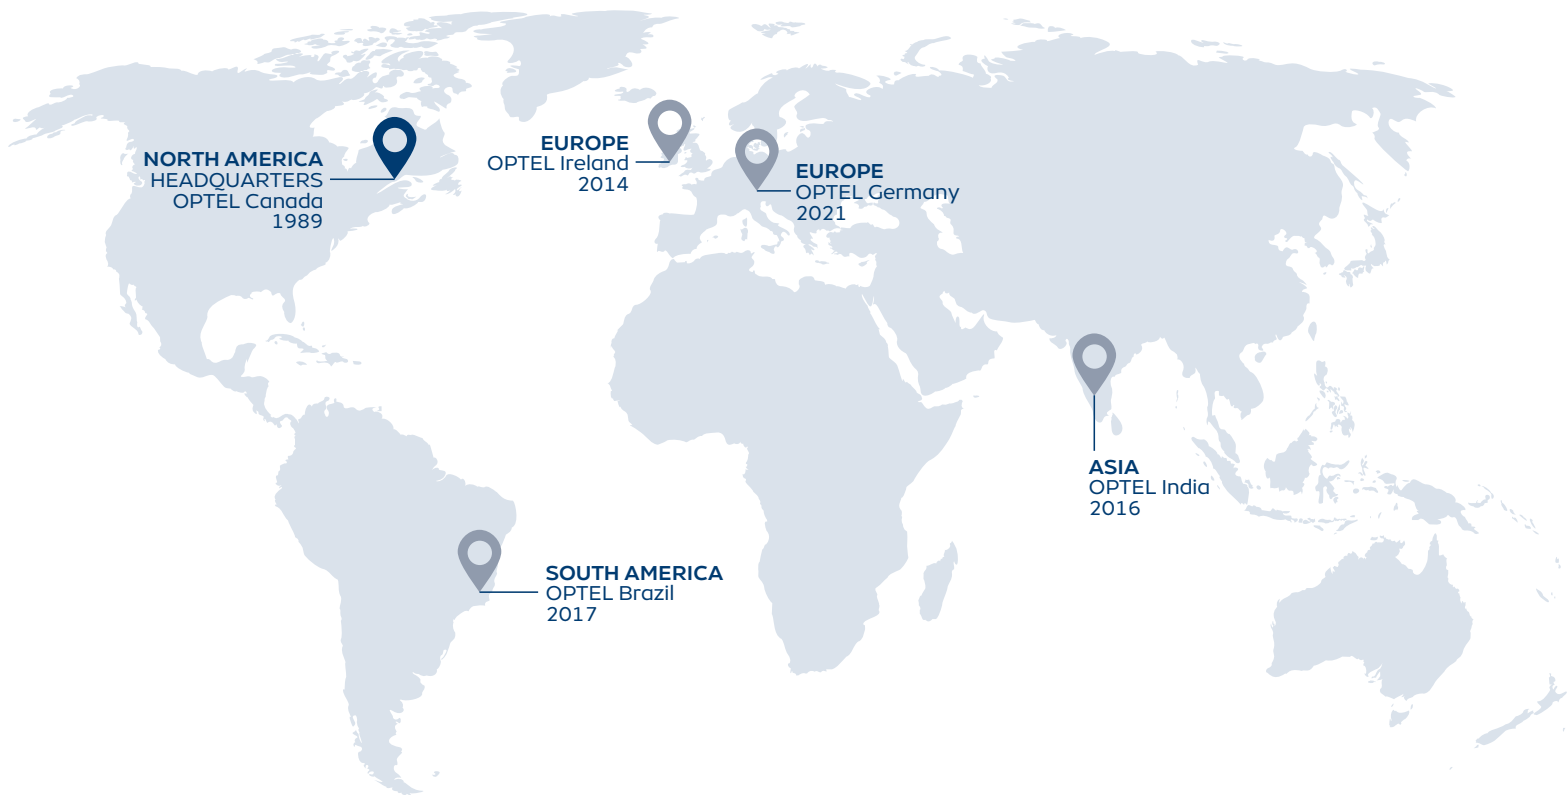 NORTH AMERICA
HEADQUARTERS
OPTEL Canada
1989
EUROPE
OPTEL Ireland
2014
EUROPE
OPTEL Germany
2021
ASIA
OPTEL India
2016
SOUTH AMERICA
OPTEL Brazil
2017